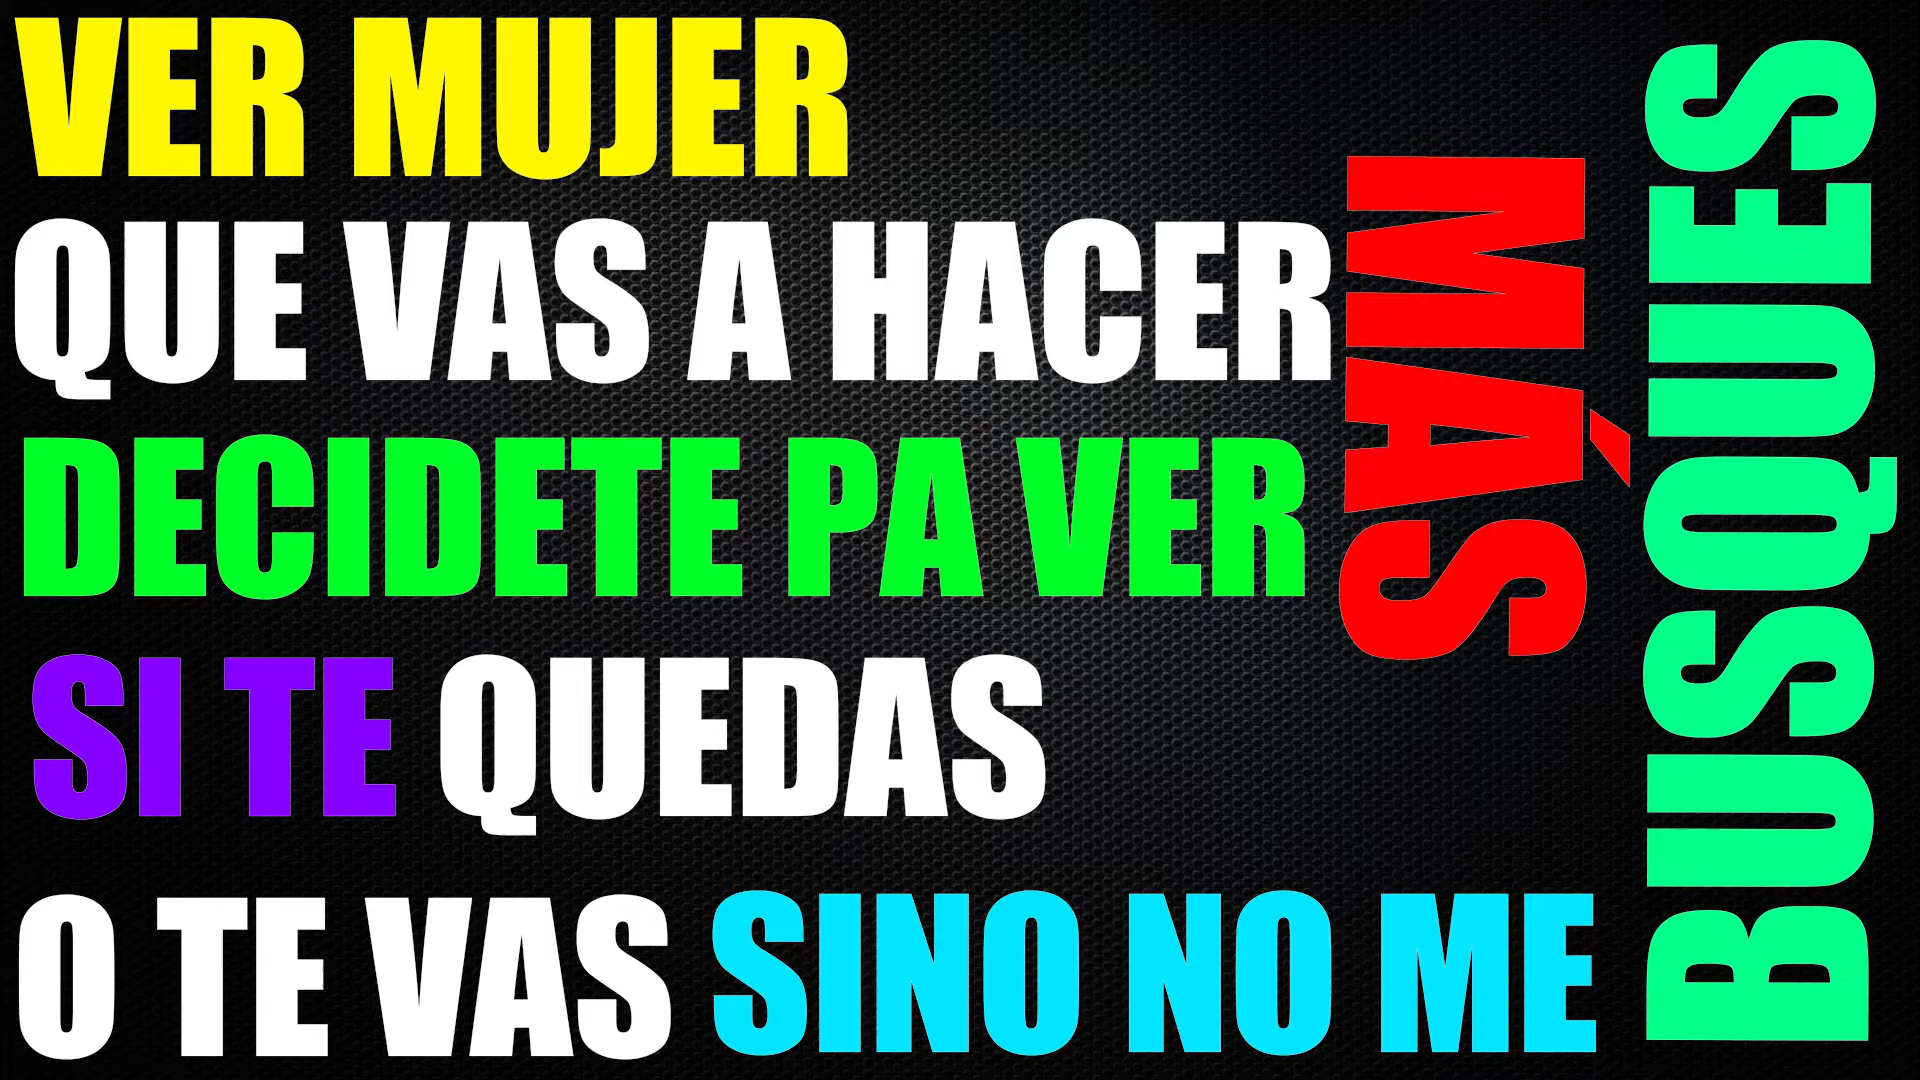 VER MUJER
QUE VAS A HACER
DECIDETE PA VER
SI TE QUEDAS
O TE VAS SINO NO ME
BUSQUES
MÁS